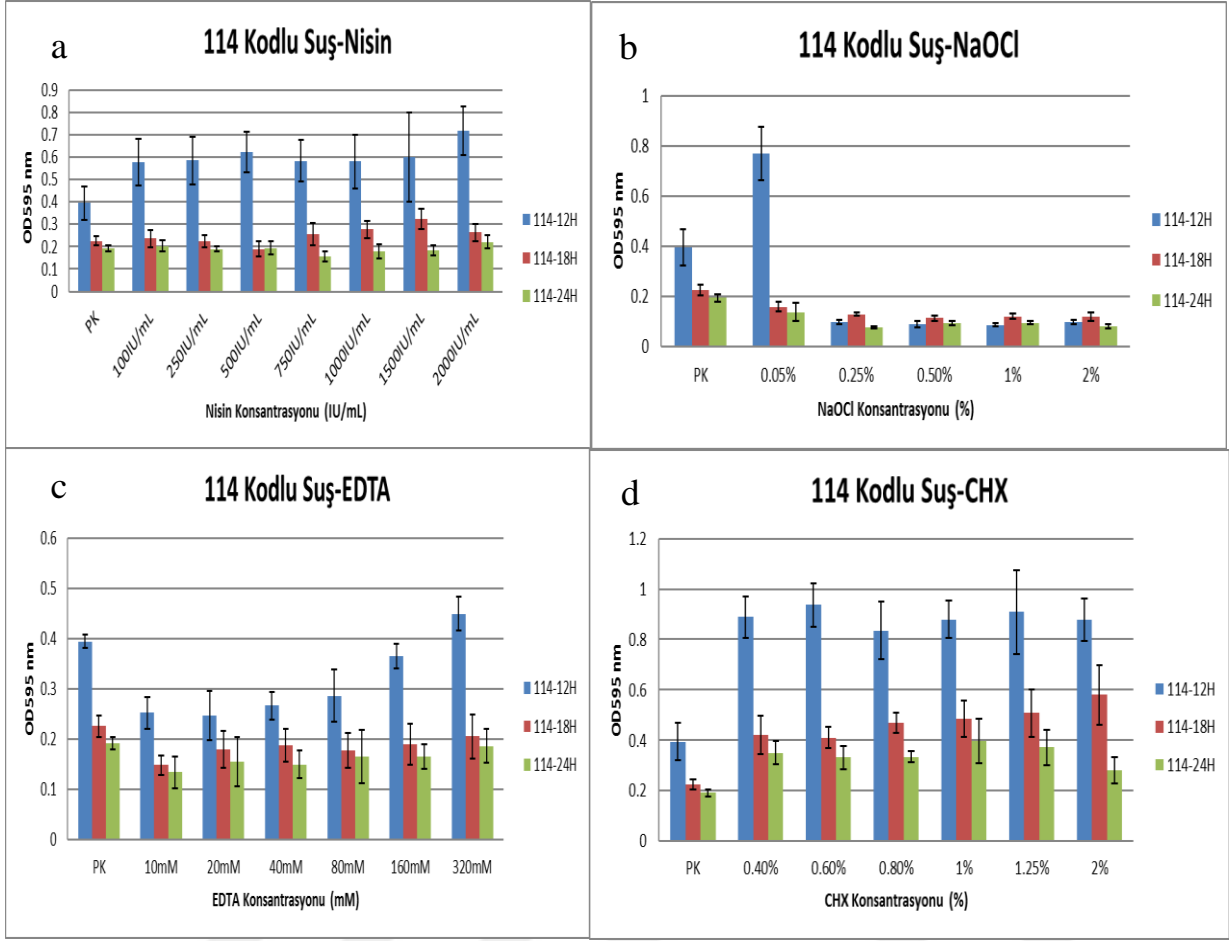 a
114 Kodlu Suş-Nisin
0.9
0.8
0.7
0.6
0.5
0.4
0.3
0.2
0.1
0
OD595 nm
PK
100IU/mL
250IU/mL
500IU/mL
750IU/mL
1000IU/mL
1500IU/mL
2000IU/mL
Nisin Konsantrasyonu (IU/mL)
114-12H
114-18H
114-24H
b
114 Kodlu Suş-NaOCl
1
0.8
0.6
0.4
0.2
0
OD595 nm
PK 0.05% 0.25% 0.50% 1% 2%
NaOCl Konsantrasyonu (%)
114-12H
114-18H
114-24H
c
114 Kodlu Suş-EDTA
0.6
0.5
0.4
0.3
0.2
0.1
0
OD595 nm
PK 10mM 20mM 40mM 80mM 160mM 320mM
EDTA Konsantrasyonu (mM)
114-12H
114-18H
114-24H
d
114 Kodlu Suş-CHX
1.2
1
0.8
0.6
0.4
0.2
0
OD595 nm
PK 0.40% 0.60% 0.80% 1% 1.25% 2%
CHX Konsantrasyonu (%)
114-12H
114-18H
114-24H